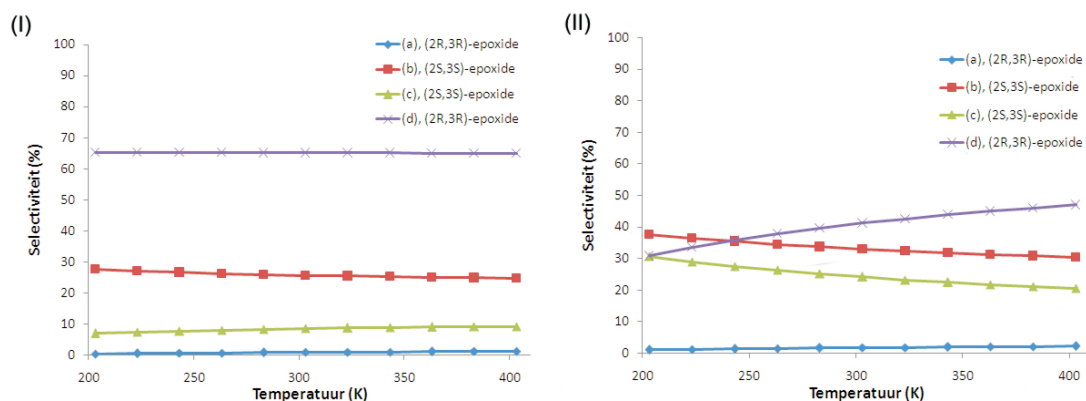 (I)
100
90
80
70
60
50
40
30
20
10
0
200
250
300
350
400
Selectiviteit (%)
Temperatuur (K)
(a), (2R,3R)-epoxide
(b), (2S,3S)-epoxide
(c), (2S,3S)-epoxide
(d), (2R,3R)-epoxide
(II)
100
90
80
70
60
50
40
30
20
10
0
200
250
300
350
400
Selectiviteit (%)
Temperatuur (K)
(a), (2R,3R)-epoxide
(b), (2S,3S)-epoxide
(c), (2S,3S)-epoxide
(d), (2R,3R)-epoxide